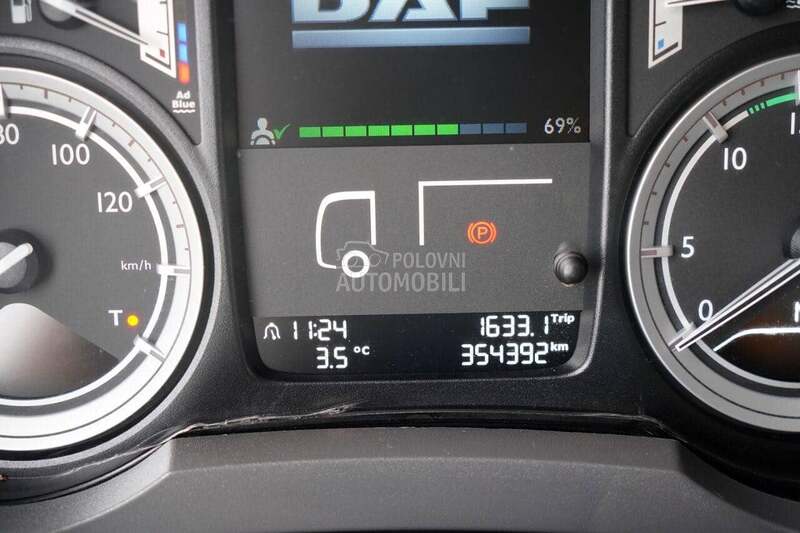 DAF
Ad
Blue
80
100
120
km/h
T
69%
P
POLOVNI
AUTOMOBILI
11:24
3.5 °C
1633.1 Trip
354392 km
10
5
0